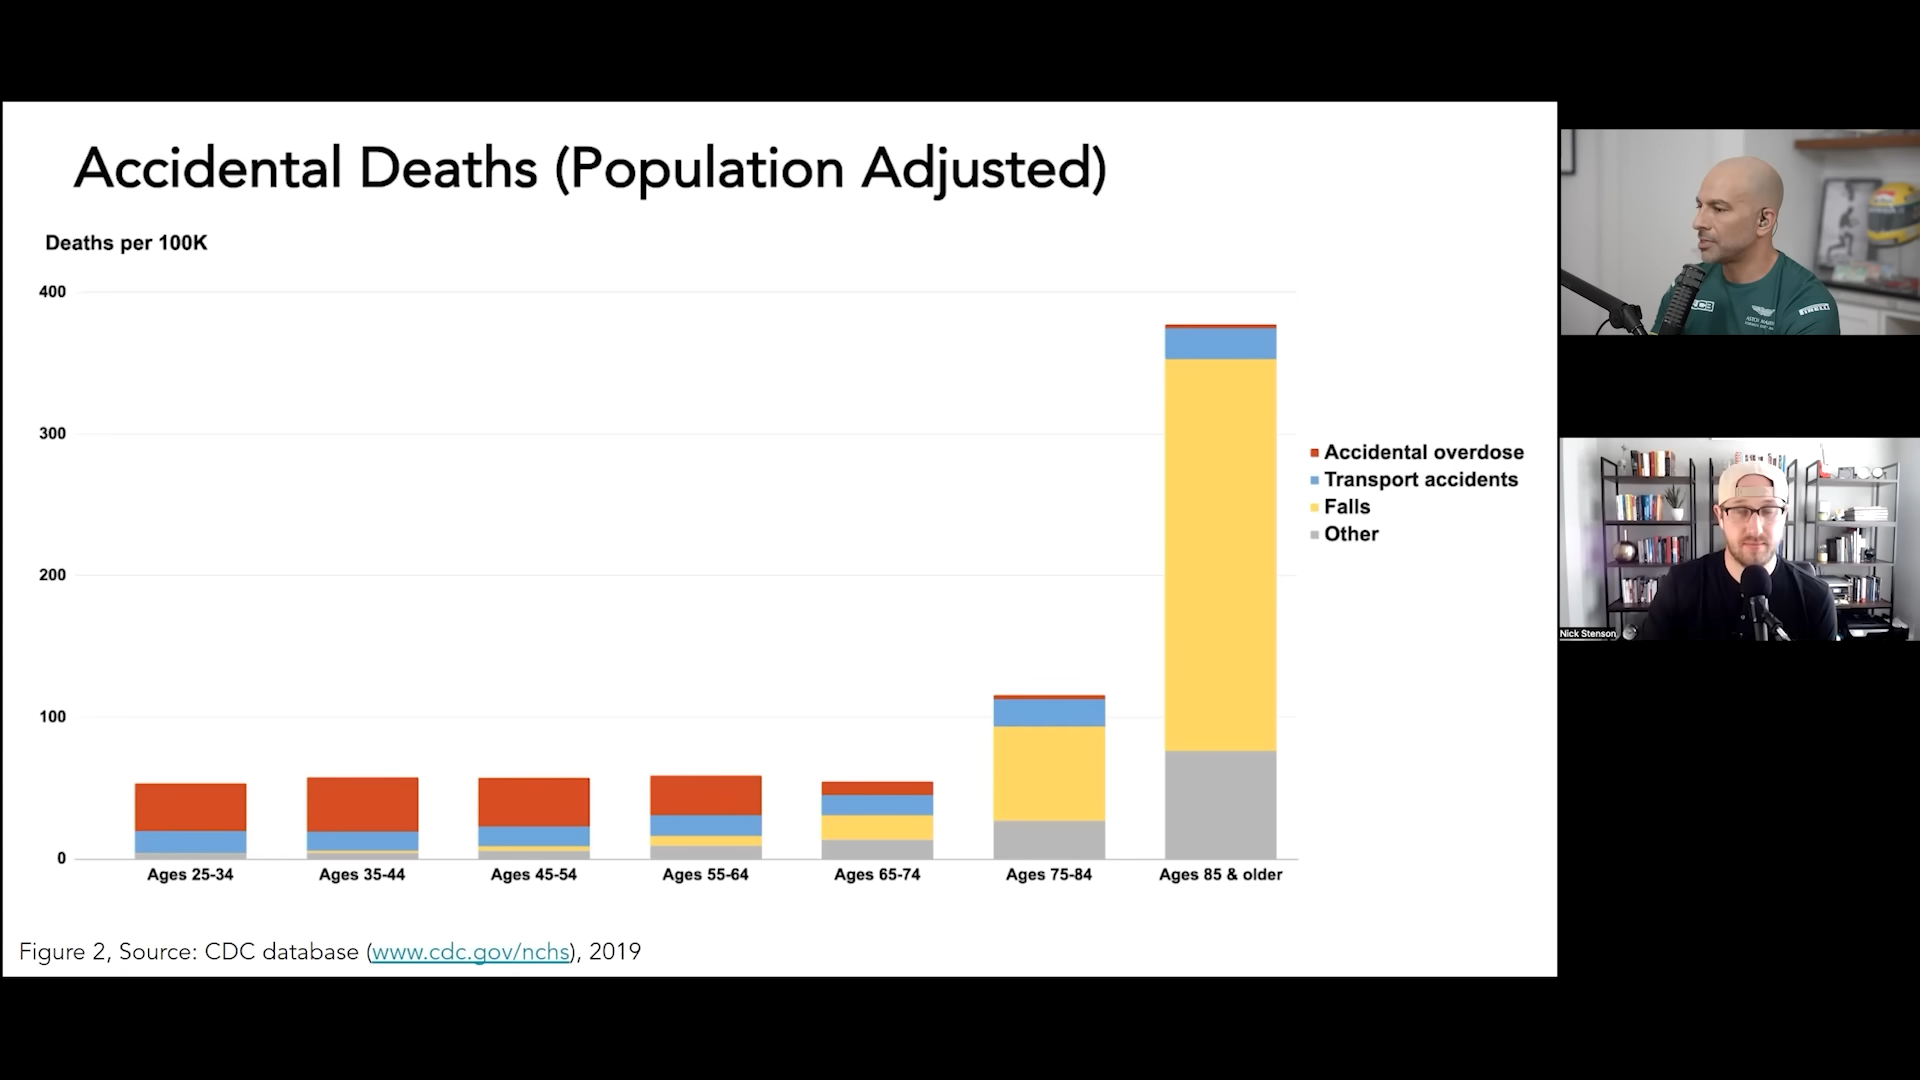 Accidental Deaths (Population Adjusted)
Deaths per 100K
400
300
200
100
0
Ages 25-34
Ages 35-44
Ages 45-54
Ages 55-64
Ages 65-74
Ages 75-84
Ages 85 & older
Accidental overdose
Transport accidents
Falls
Other
Figure 2, Source: CDC database (www.cdc.gov/nchs), 2019
PIRELLI
Nick Stenson